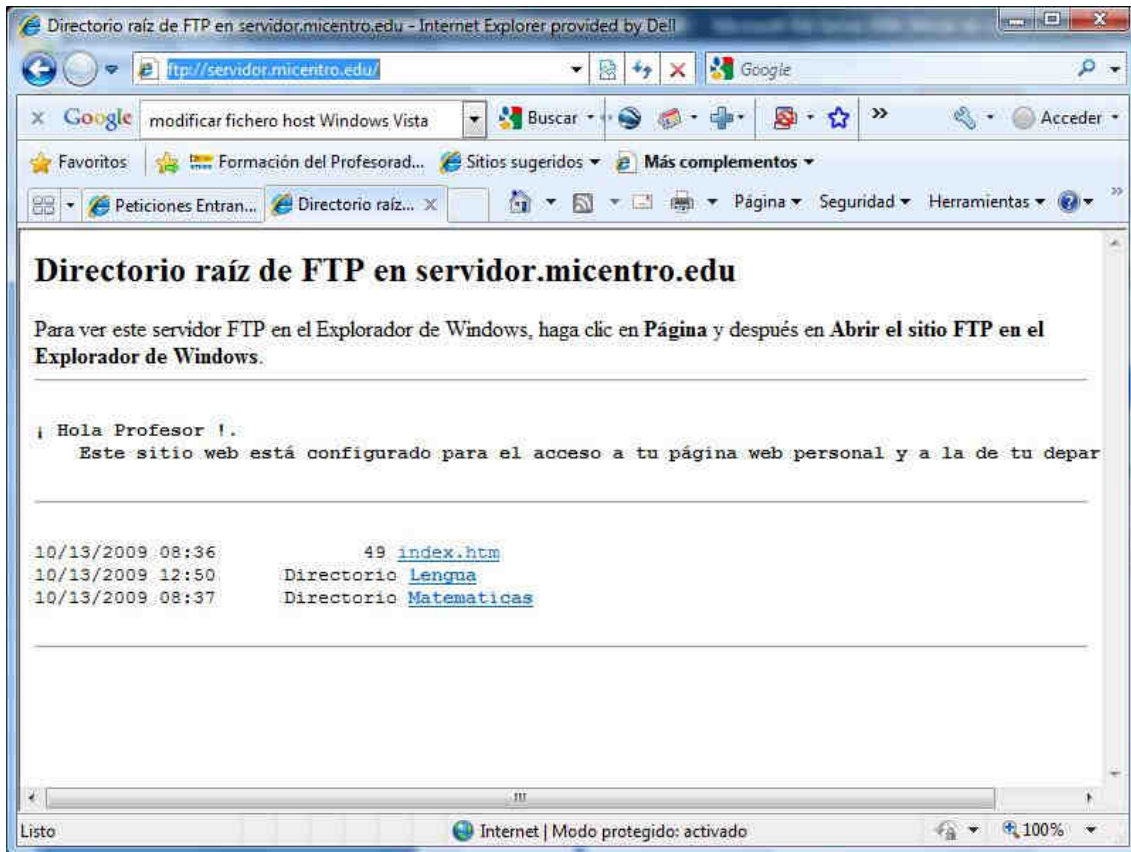 Directorio raíz de FTP en servidor.micentro.edu - Internet Explorer provided by Dell
ftp://servidor.micentro.edu/
Google
Google modificar fichero host Windows Vista Buscar Acceder
Favoritos Formación del Profesorad... Sitios sugeridos Más complementos
Peticiones Entran... Directorio raíz... Página Seguridad Herramientas
Directorio raíz de FTP en servidor.micentro.edu
Para ver este servidor FTP en el Explorador de Windows, haga clic en Página y después en Abrir el sitio FTP en el
Explorador de Windows.
¡ Hola Profesor !.
Este sitio web está configurado para el acceso a tu página web personal y a la de tu depar
10/13/2009 08:36 49 index.htm
10/13/2009 12:50 Directorio Lengua
10/13/2009 08:37 Directorio Matematicas
Listo Internet | Modo protegido: activado 100%